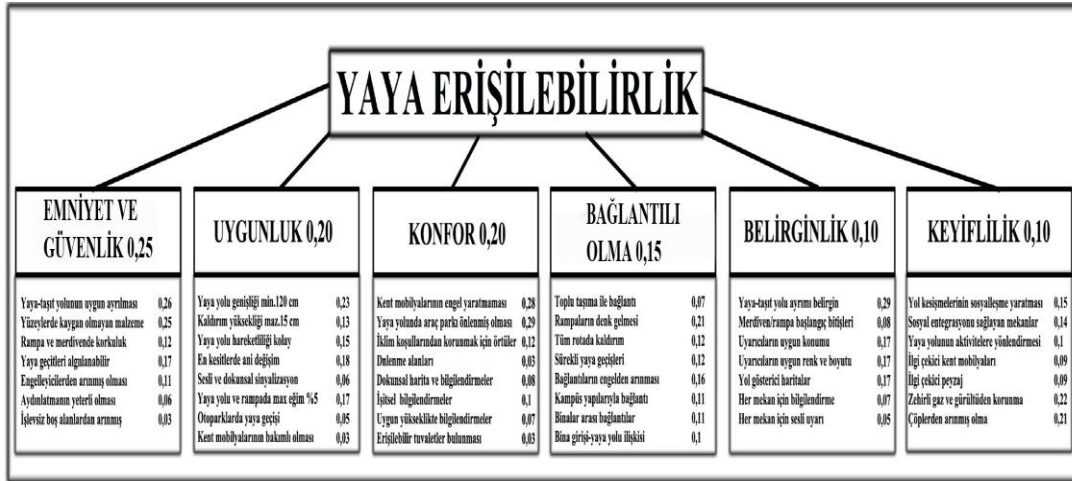 YAYA ERİŞİLEBİLİRLİK
EMNİYET VE
GÜVENLİK 0,25
Yaya-taşıt yolunun uygun ayrılması 0,26
Yüzeylerde kaygan olmayan malzeme 0,25
Rampa ve merdivende korkuluk 0,12
Yaya geçitleri algılanabilir 0,17
Engelleyicilerden arınmış olması 0,11
Aydınlatmanın yeterli olması 0,06
İşlevsiz boş alanlardan arınmış 0,03
UYGUNLUK 0,20
Yaya yolu genişliği min.120 cm 0,23
Kaldırım yüksekliği maz.15 cm 0,13
Yaya yolu hareketliliği kolay 0,15
En kesitlerde ani değişim 0,18
Sesli ve dokunsal sinyalizasyon 0,06
Yaya yolu ve rampada max eğim %5 0,17
Otoparklarda yaya geçişi 0,05
Kent mobilyalarının bakımlı olması 0,03
KONFOR 0,20
Kent mobilyalarının engel yaratmaması 0,28
Yaya yolunda araç parkı önlenmiş olması 0,29
İklim koşullarından korunmak için örtüler 0,12
Dnlenme alanları 0,03
Dokunsal harita ve bilgilendirmeler 0,08
İşitsel bilgilendirmeler 0,1
Uygun yükseklikte bilgilendirmeler 0,07
Erişilebilir tuvaletler bulunması 0,03
BAĞLANTILI
OLMA 0,15
Toplu taşıma ile bağlantı 0,07
Rampaların denk gelmesi 0,21
Tüm rotada kaldırım 0,12
Sürekli yaya geçişleri 0,12
Bağlantıların engelden arınması 0,16
Kampüs yapılarıyla bağlantı 0,11
Binalar arası bağlantılar 0,11
Bina girişi-yaya yolu ilişkisi 0,1
BELİRGİNLİK 0,10
Yaya-taşıt yolu ayrımı belirgin 0,29
Merdiven/rampa başlangıç bitişleri 0,08
Uyarıcıların uygun konumu 0,17
Uyarıcıların uygun renk ve boyutu 0,17
Yol gösterici haritalar 0,17
Her mekan için bilgilendirme 0,07
Her mekan için sesli uyarı 0,05
KEYİFLİLİK 0,10
Yol kesişmelerinin sosyalleşme yaratması 0,15
Sosyal entegrasyonu sağlayan mekanlar 0,14
Yaya yolunun aktivitelere yönlendirmesi 0,1
İlgi çekici kent mobilyaları 0,09
İlgi çekici peyzaj 0,09
Zehirli gaz ve gürültüden korunma 0,22
Çöplerden arınmış olma 0,21